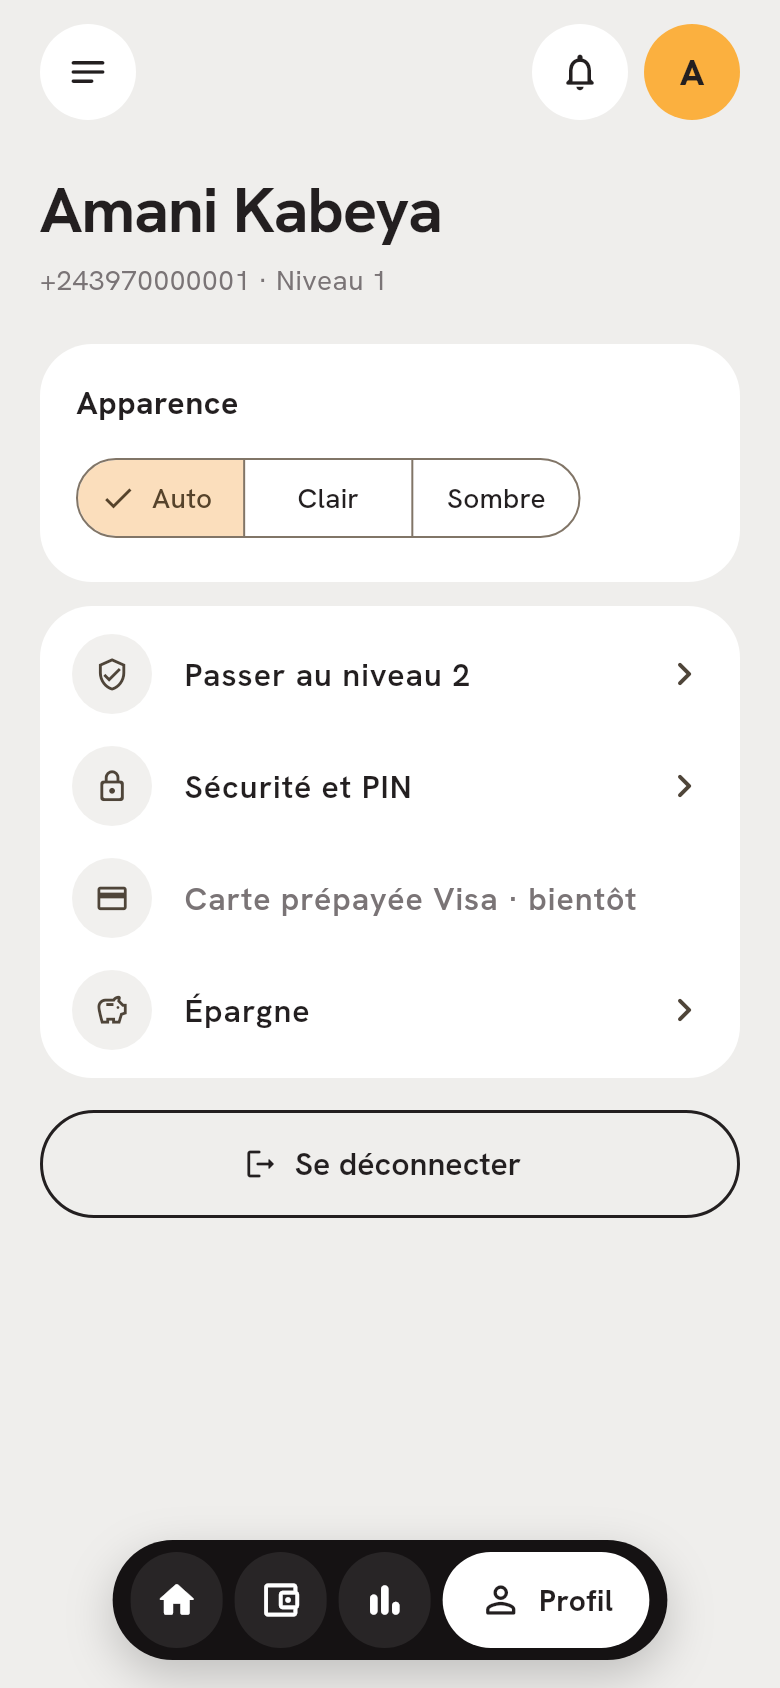 A
Amani Kabeya
+243970000001 · Niveau 1
Apparence
Auto
Clair
Sombre
Passer au niveau 2
Sécurité et PIN
Carte prépayée Visa · bientôt
Épargne
Se déconnecter
Profil